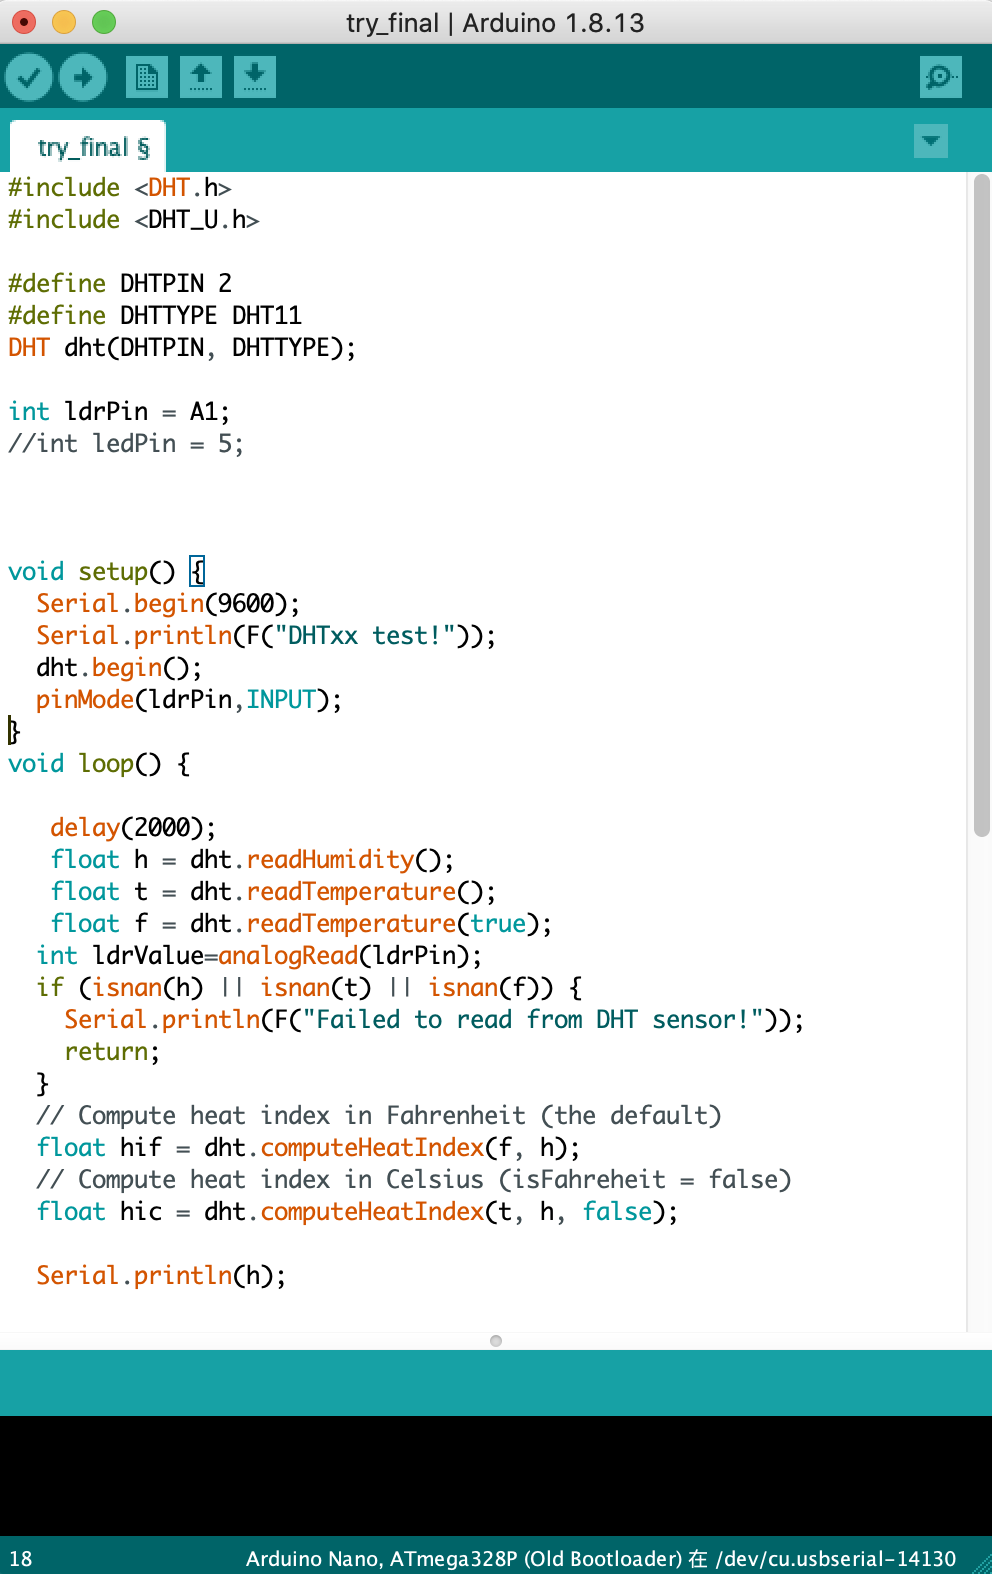 try_final | Arduino 1.8.13
try_final §
#include <DHT.h>
#include <DHT_U.h>
#define DHTPIN 2
#define DHTTYPE DHT11
DHT dht(DHTPIN, DHTTYPE);
int ldrPin = A1;
//int ledPin = 5;
void setup() {
  Serial.begin(9600);
  Serial.println(F("DHTxx test!"));
  dht.begin();
  pinMode(ldrPin,INPUT);
}
void loop() {
   delay(2000);
   float h = dht.readHumidity();
   float t = dht.readTemperature();
   float f = dht.readTemperature(true);
  int ldrValue=analogRead(ldrPin);
  if (isnan(h) || isnan(t) || isnan(f)) {
    Serial.println(F("Failed to read from DHT sensor!"));
    return;
  }
  // Compute heat index in Fahrenheit (the default)
  float hif = dht.computeHeatIndex(f, h);
  // Compute heat index in Celsius (isFahreheit = false)
  float hic = dht.computeHeatIndex(t, h, false);
  Serial.println(h);
18 Arduino Nano, ATmega328P (Old Bootloader) 在 /dev/cu.usbserial-14130